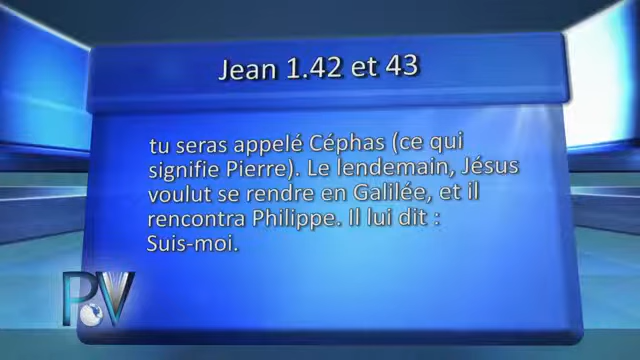 Jean 1.42 et 43
tu seras appelé Céphas (ce qui
signifie Pierre). Le lendemain, Jésus
voulut se rendre en Galilée, et il
rencontra Philippe. Il lui dit :
Suis-moi.
PV